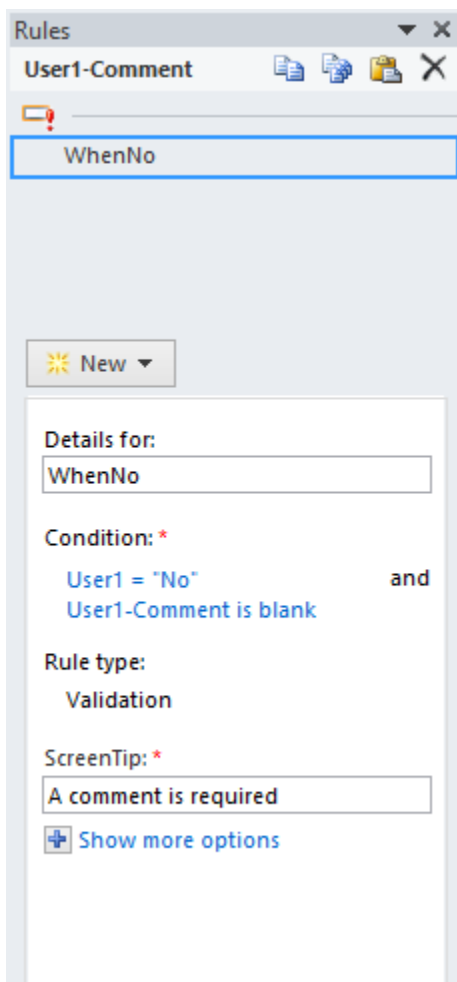 Rules
User1-Comment
WhenNo
New
Details for:
WhenNo
Condition: *
User1 = "No" and
User1-Comment is blank
Rule type:
Validation
ScreenTip: *
A comment is required
Show more options